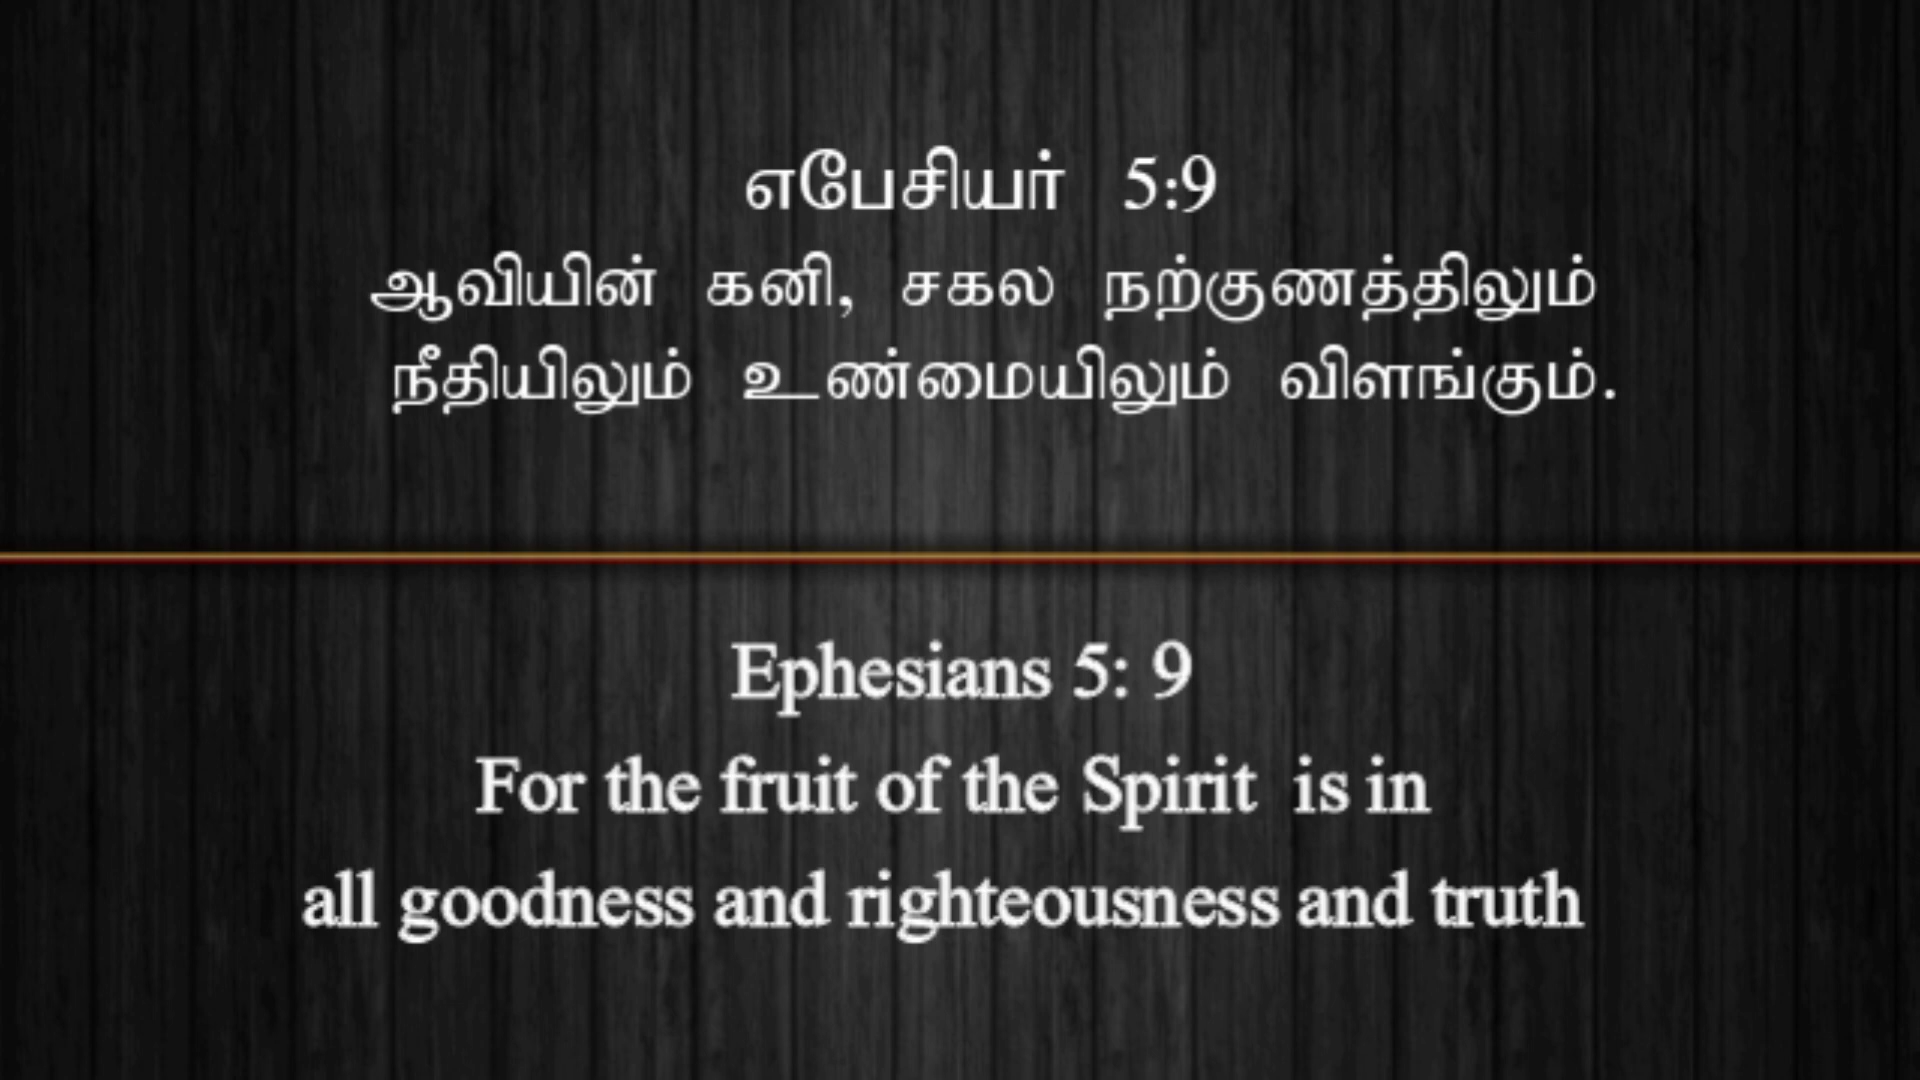 எபேசியர் 5:9
ஆவியின் கனி, சகல நற்குணத்திலும்
நீதியிலும் உண்மையிலும் விளங்கும்.
Ephesians 5: 9
For the fruit of the Spirit is in
all goodness and righteousness and truth